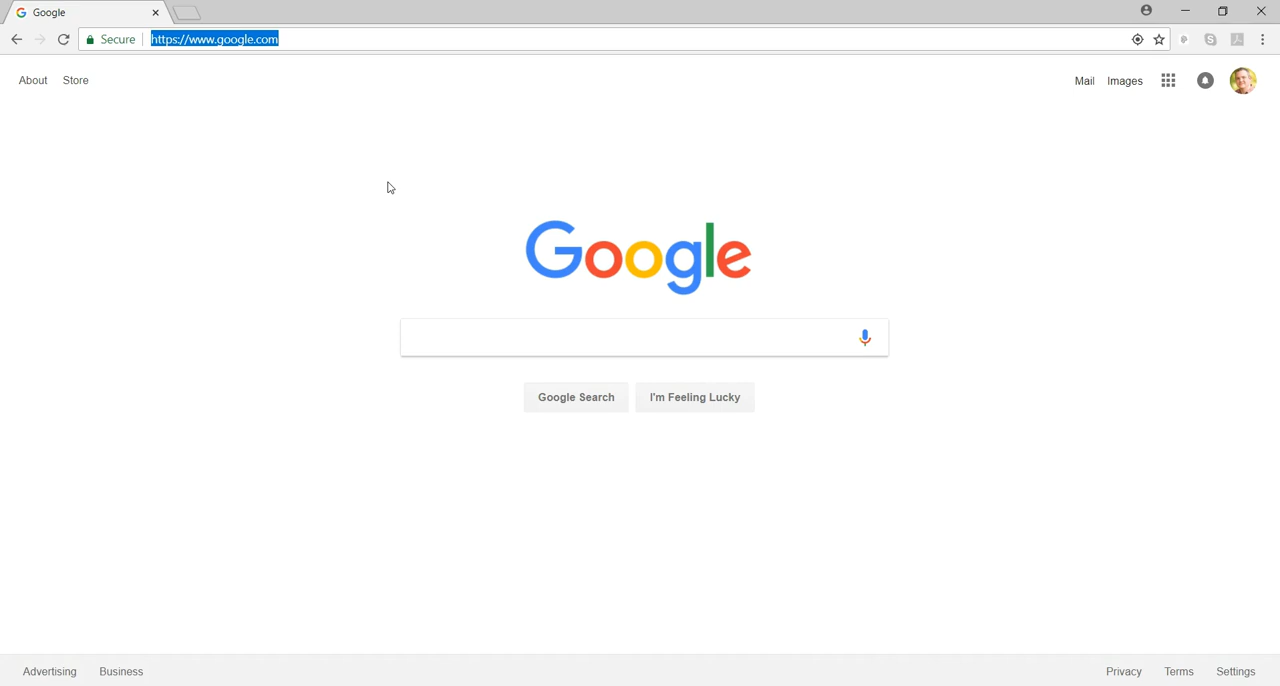 Google
Secure https://www.google.com
About Store
Mail Images
Google
Google Search I'm Feeling Lucky
Advertising Business
Privacy Terms Settings